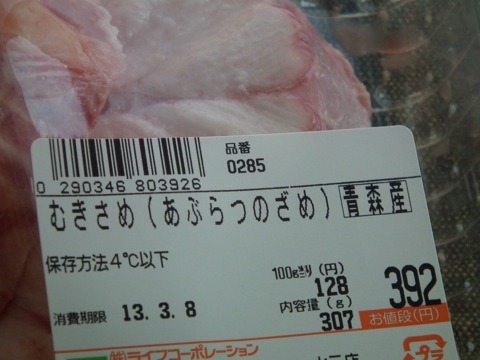 品番
0285
0 290346 803926
むきさめ(あぶらつのざめ) 青森産
保存方法4℃以下
100g当り(円)
128
392
内容量(g)
消費期限 13.3.8
307
お値段(円)
㈱ライフコーポレーション
プラ